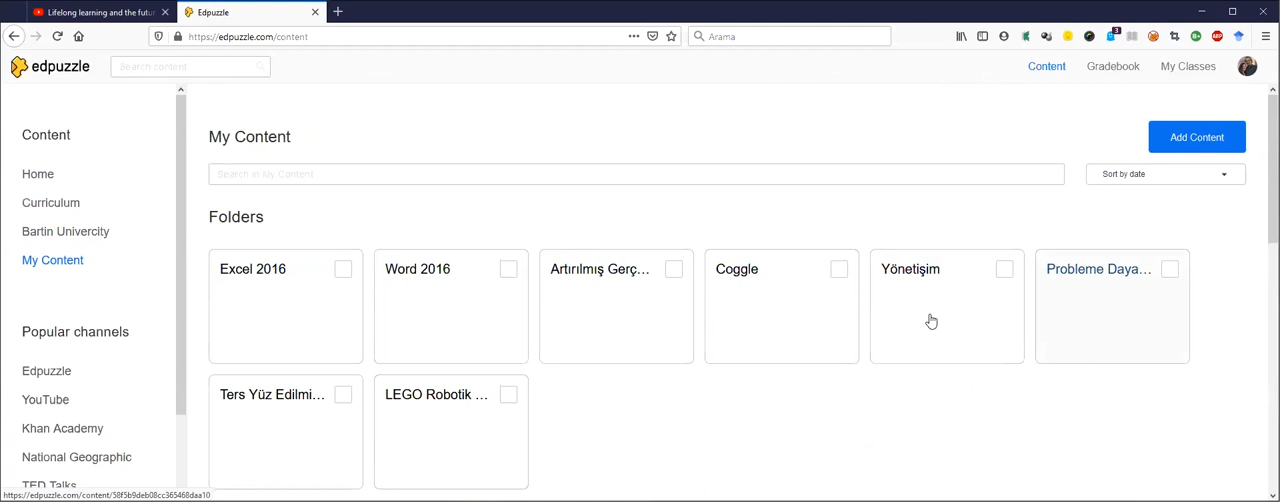 Lifelong learning and the futur
Edpuzzle
https://edpuzzle.com/content
Arama
3
ABP
edpuzzle
Search content
Content
Gradebook
My Classes
Content
Home
Curriculum
Bartin Univercity
My Content
Popular channels
Edpuzzle
YouTube
Khan Academy
National Geographic
TED Talks
My Content
Add Content
Search in My Content
Sort by date
Folders
Excel 2016
Word 2016
Artırılmış Gerç...
Coggle
Yönetişim
Probleme Daya...
Ters Yüz Edilmi...
LEGO Robotik ...
https://edpuzzle.com/content/58f5b9deb08cc365468daa10